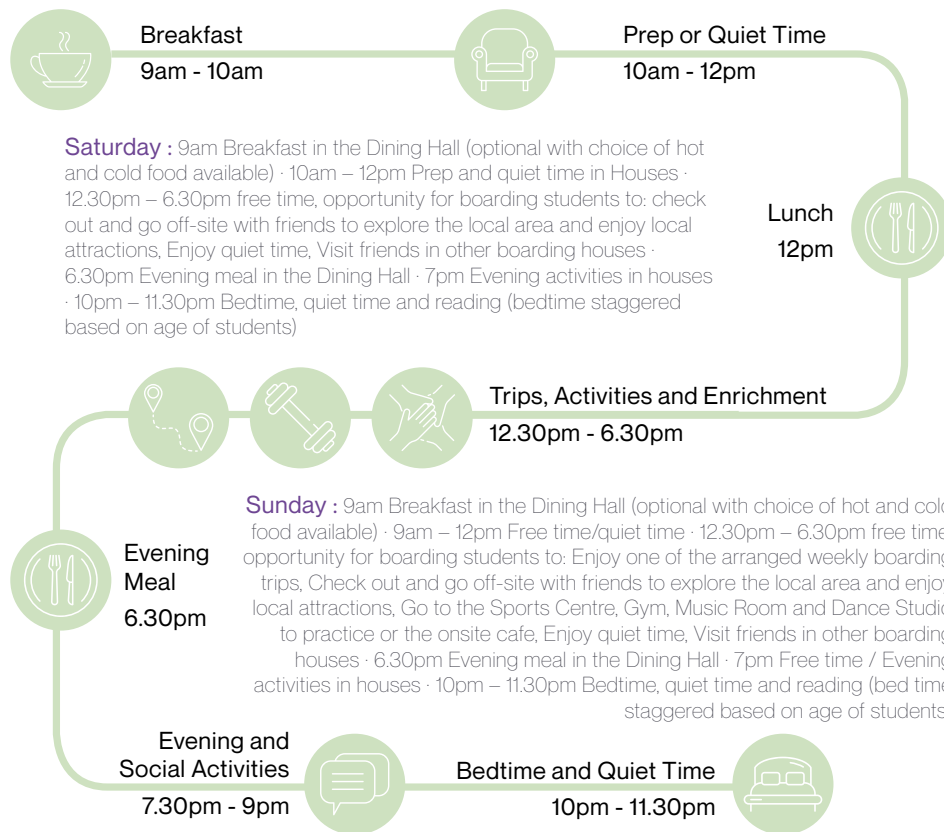 Breakfast
9am - 10am
Prep or Quiet Time
10am - 12pm
Saturday : 9am Breakfast in the Dining Hall (optional with choice of hot
and cold food available) · 10am – 12pm Prep and quiet time in Houses ·
12.30pm – 6.30pm free time, opportunity for boarding students to: check
out and go off-site with friends to explore the local area and enjoy local
attractions, Enjoy quiet time, Visit friends in other boarding houses ·
6.30pm Evening meal in the Dining Hall · 7pm Evening activities in houses
· 10pm – 11.30pm Bedtime, quiet time and reading (bedtime staggered
based on age of students)
Lunch
12pm
Trips, Activities and Enrichment
12.30pm - 6.30pm
Sunday : 9am Breakfast in the Dining Hall (optional with choice of hot and cold
food available) · 9am – 12pm Free time/quiet time · 12.30pm – 6.30pm free time
opportunity for boarding students to: Enjoy one of the arranged weekly boarding
trips, Check out and go off-site with friends to explore the local area and enjoy
local attractions, Go to the Sports Centre, Gym, Music Room and Dance Studio
to practice or the onsite cafe, Enjoy quiet time, Visit friends in other boarding
houses · 6.30pm Evening meal in the Dining Hall · 7pm Free time / Evening
activities in houses · 10pm – 11.30pm Bedtime, quiet time and reading (bed time
staggered based on age of students
Evening
Meal
6.30pm
Evening and
Social Activities
7.30pm - 9pm
Bedtime and Quiet Time
10pm - 11.30pm